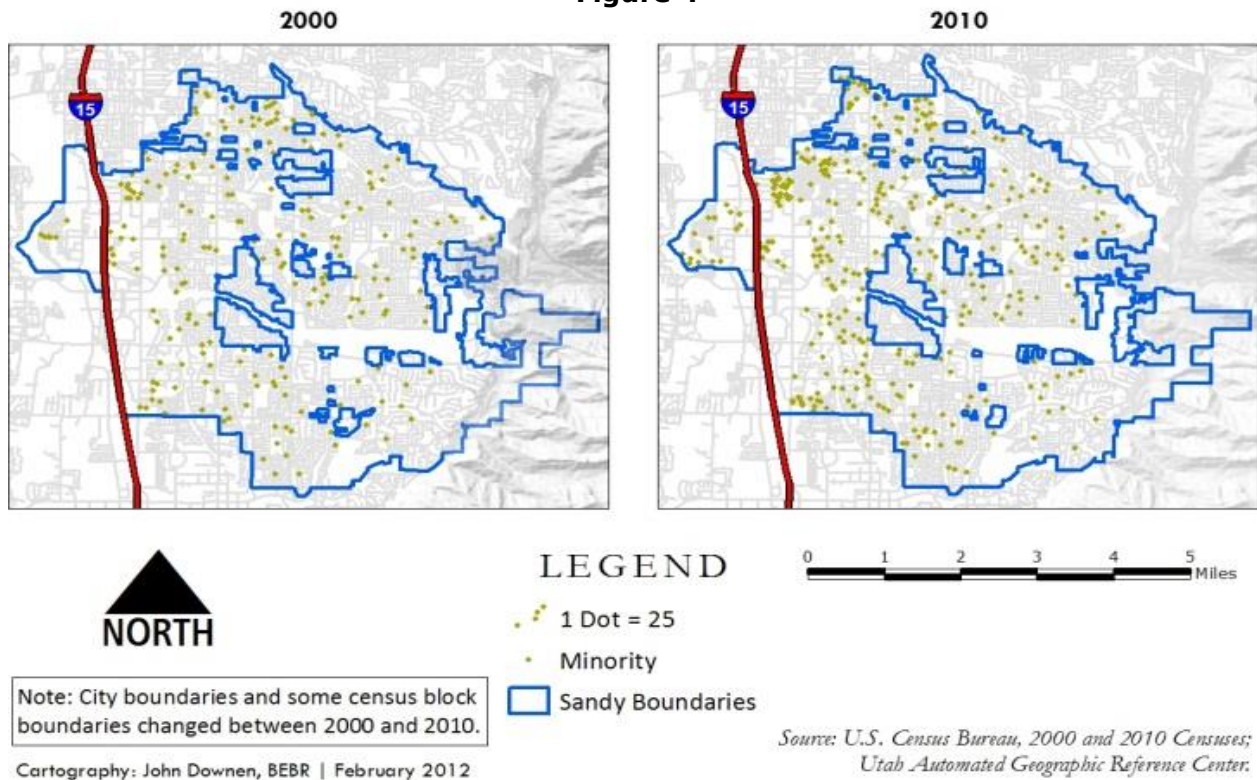 2000
2010
15
15
NORTH
Note: City boundaries and some census block
boundaries changed between 2000 and 2010.
Cartography: John Downen, BEBR | February 2012
LEGEND
1 Dot = 25
Minority
Sandy Boundaries
0 1 2 3 4 5
Miles
Source: U.S. Census Bureau, 2000 and 2010 Censuses;
Utah Automated Geographic Reference Center.